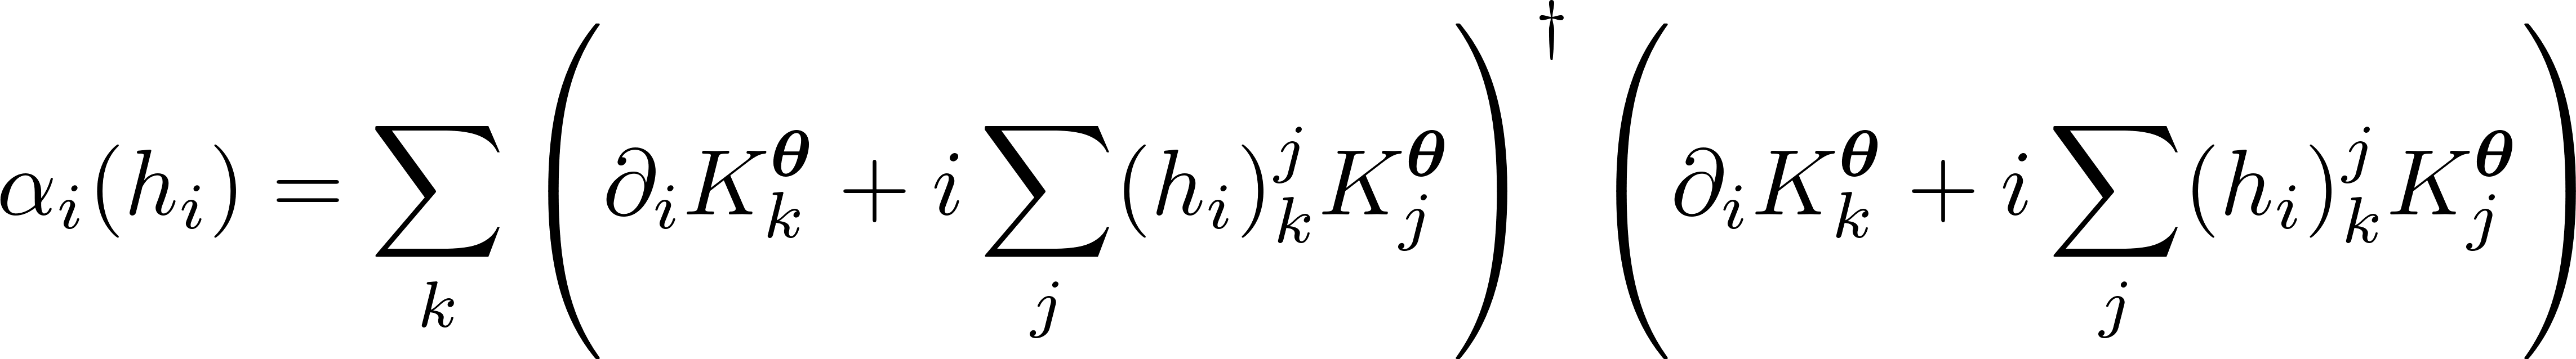 \alpha_i(h_i) = \sum_k \left( \partial_i K_k^{\boldsymbol{\theta}} + i \sum_j (h_i)_k^j K_j^{\boldsymbol{\theta}} \right)^\dagger \left( \partial_i K_k^{\boldsymbol{\theta}} + i \sum_j (h_i)_k^j K_j^{\boldsymbol{\theta}} \right)